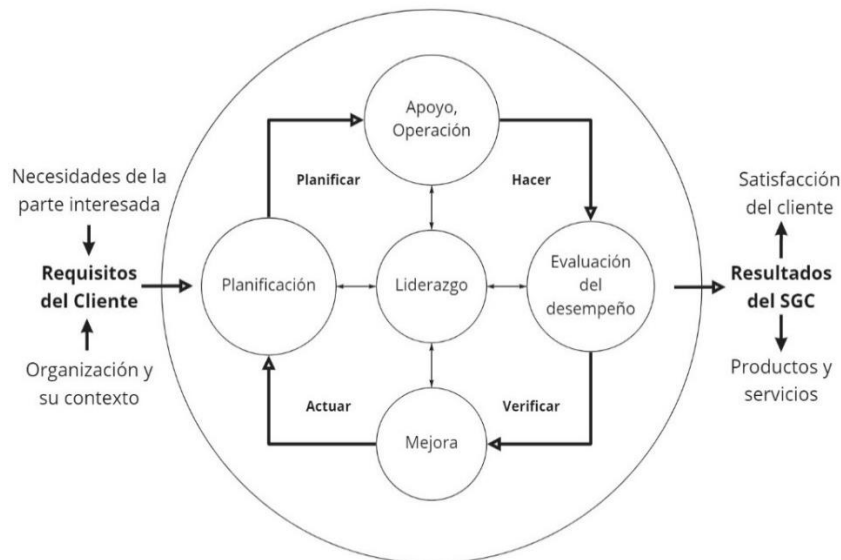 Apoyo,
Operación
Planificar
Hacer
Necesidades de la
parte interesada
Requisitos
del Cliente
Organización y
su contexto
Planificación
Liderazgo
Evaluación
del
desempeño
Satisfacción
del cliente
Resultados
del SGC
Productos y
servicios
Actuar
Verificar
Mejora